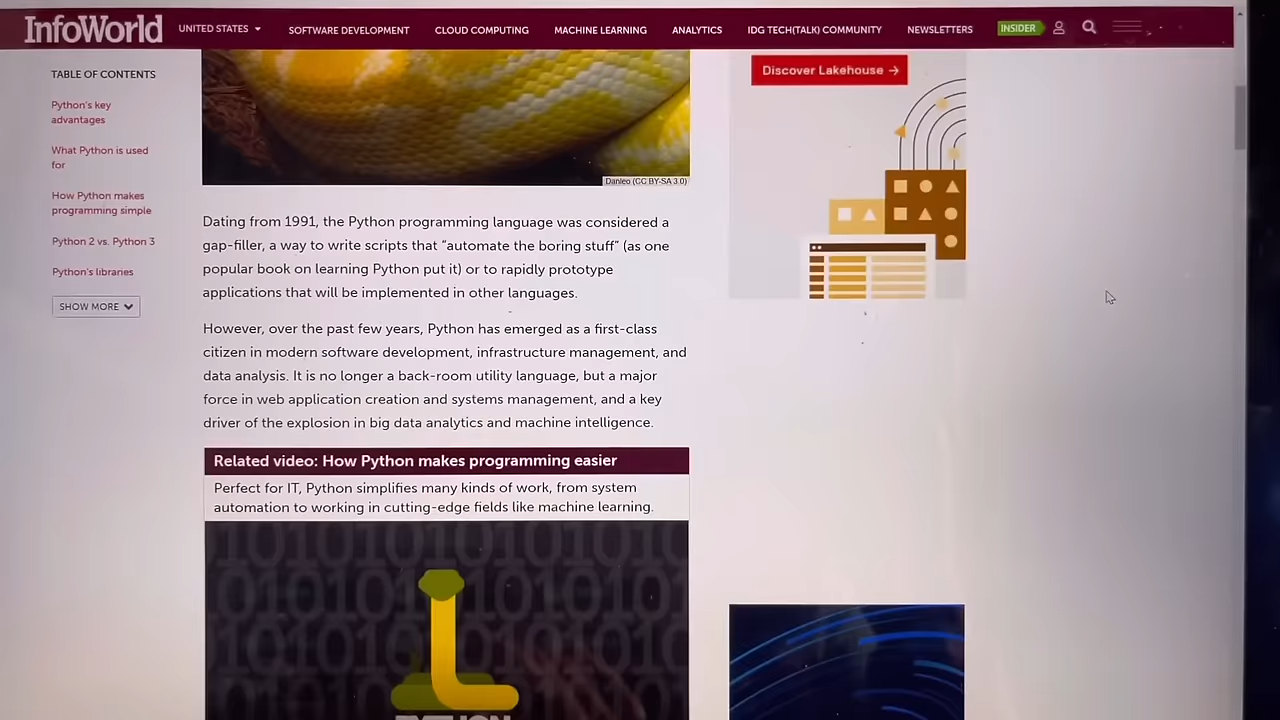 InfoWorld
UNITED STATES
SOFTWARE DEVELOPMENT
CLOUD COMPUTING
MACHINE LEARNING
ANALYTICS
IDG TECH(TALK) COMMUNITY
NEWSLETTERS
INSIDER
TABLE OF CONTENTS
Python's key
advantages
What Python is used
for
How Python makes
programming simple
Python 2 vs. Python 3
Python's libraries
SHOW MORE
Danleo (CC BY-SA 3.0)
Dating from 1991, the Python programming language was considered a
gap-filler, a way to write scripts that “automate the boring stuff” (as one
popular book on learning Python put it) or to rapidly prototype
applications that will be implemented in other languages.
However, over the past few years, Python has emerged as a first-class
citizen in modern software development, infrastructure management, and
data analysis. It is no longer a back-room utility language, but a major
force in web application creation and systems management, and a key
driver of the explosion in big data analytics and machine intelligence.
Related video: How Python makes programming easier
Perfect for IT, Python simplifies many kinds of work, from system
automation to working in cutting-edge fields like machine learning.
PYTHON
Discover Lakehouse →